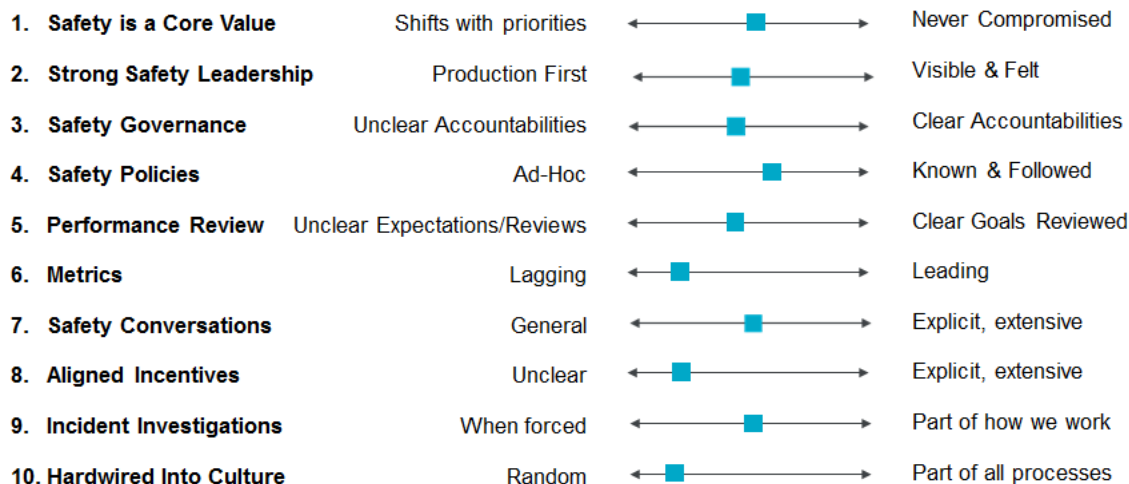 1. Safety is a Core Value Shifts with priorities Never Compromised
2. Strong Safety Leadership Production First Visible & Felt
3. Safety Governance Unclear Accountabilities Clear Accountabilities
4. Safety Policies Ad-Hoc Known & Followed
5. Performance Review Unclear Expectations/Reviews Clear Goals Reviewed
6. Metrics Lagging Leading
7. Safety Conversations General Explicit, extensive
8. Aligned Incentives Unclear Explicit, extensive
9. Incident Investigations When forced Part of how we work
10. Hardwired Into Culture Random Part of all processes